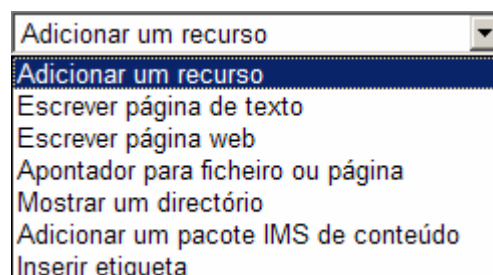 Adicionar um recurso
Adicionar um recurso
Escrever página de texto
Escrever página web
Apontador para ficheiro ou página
Mostrar um directório
Adicionar um pacote IMS de conteúdo
Inserir etiqueta